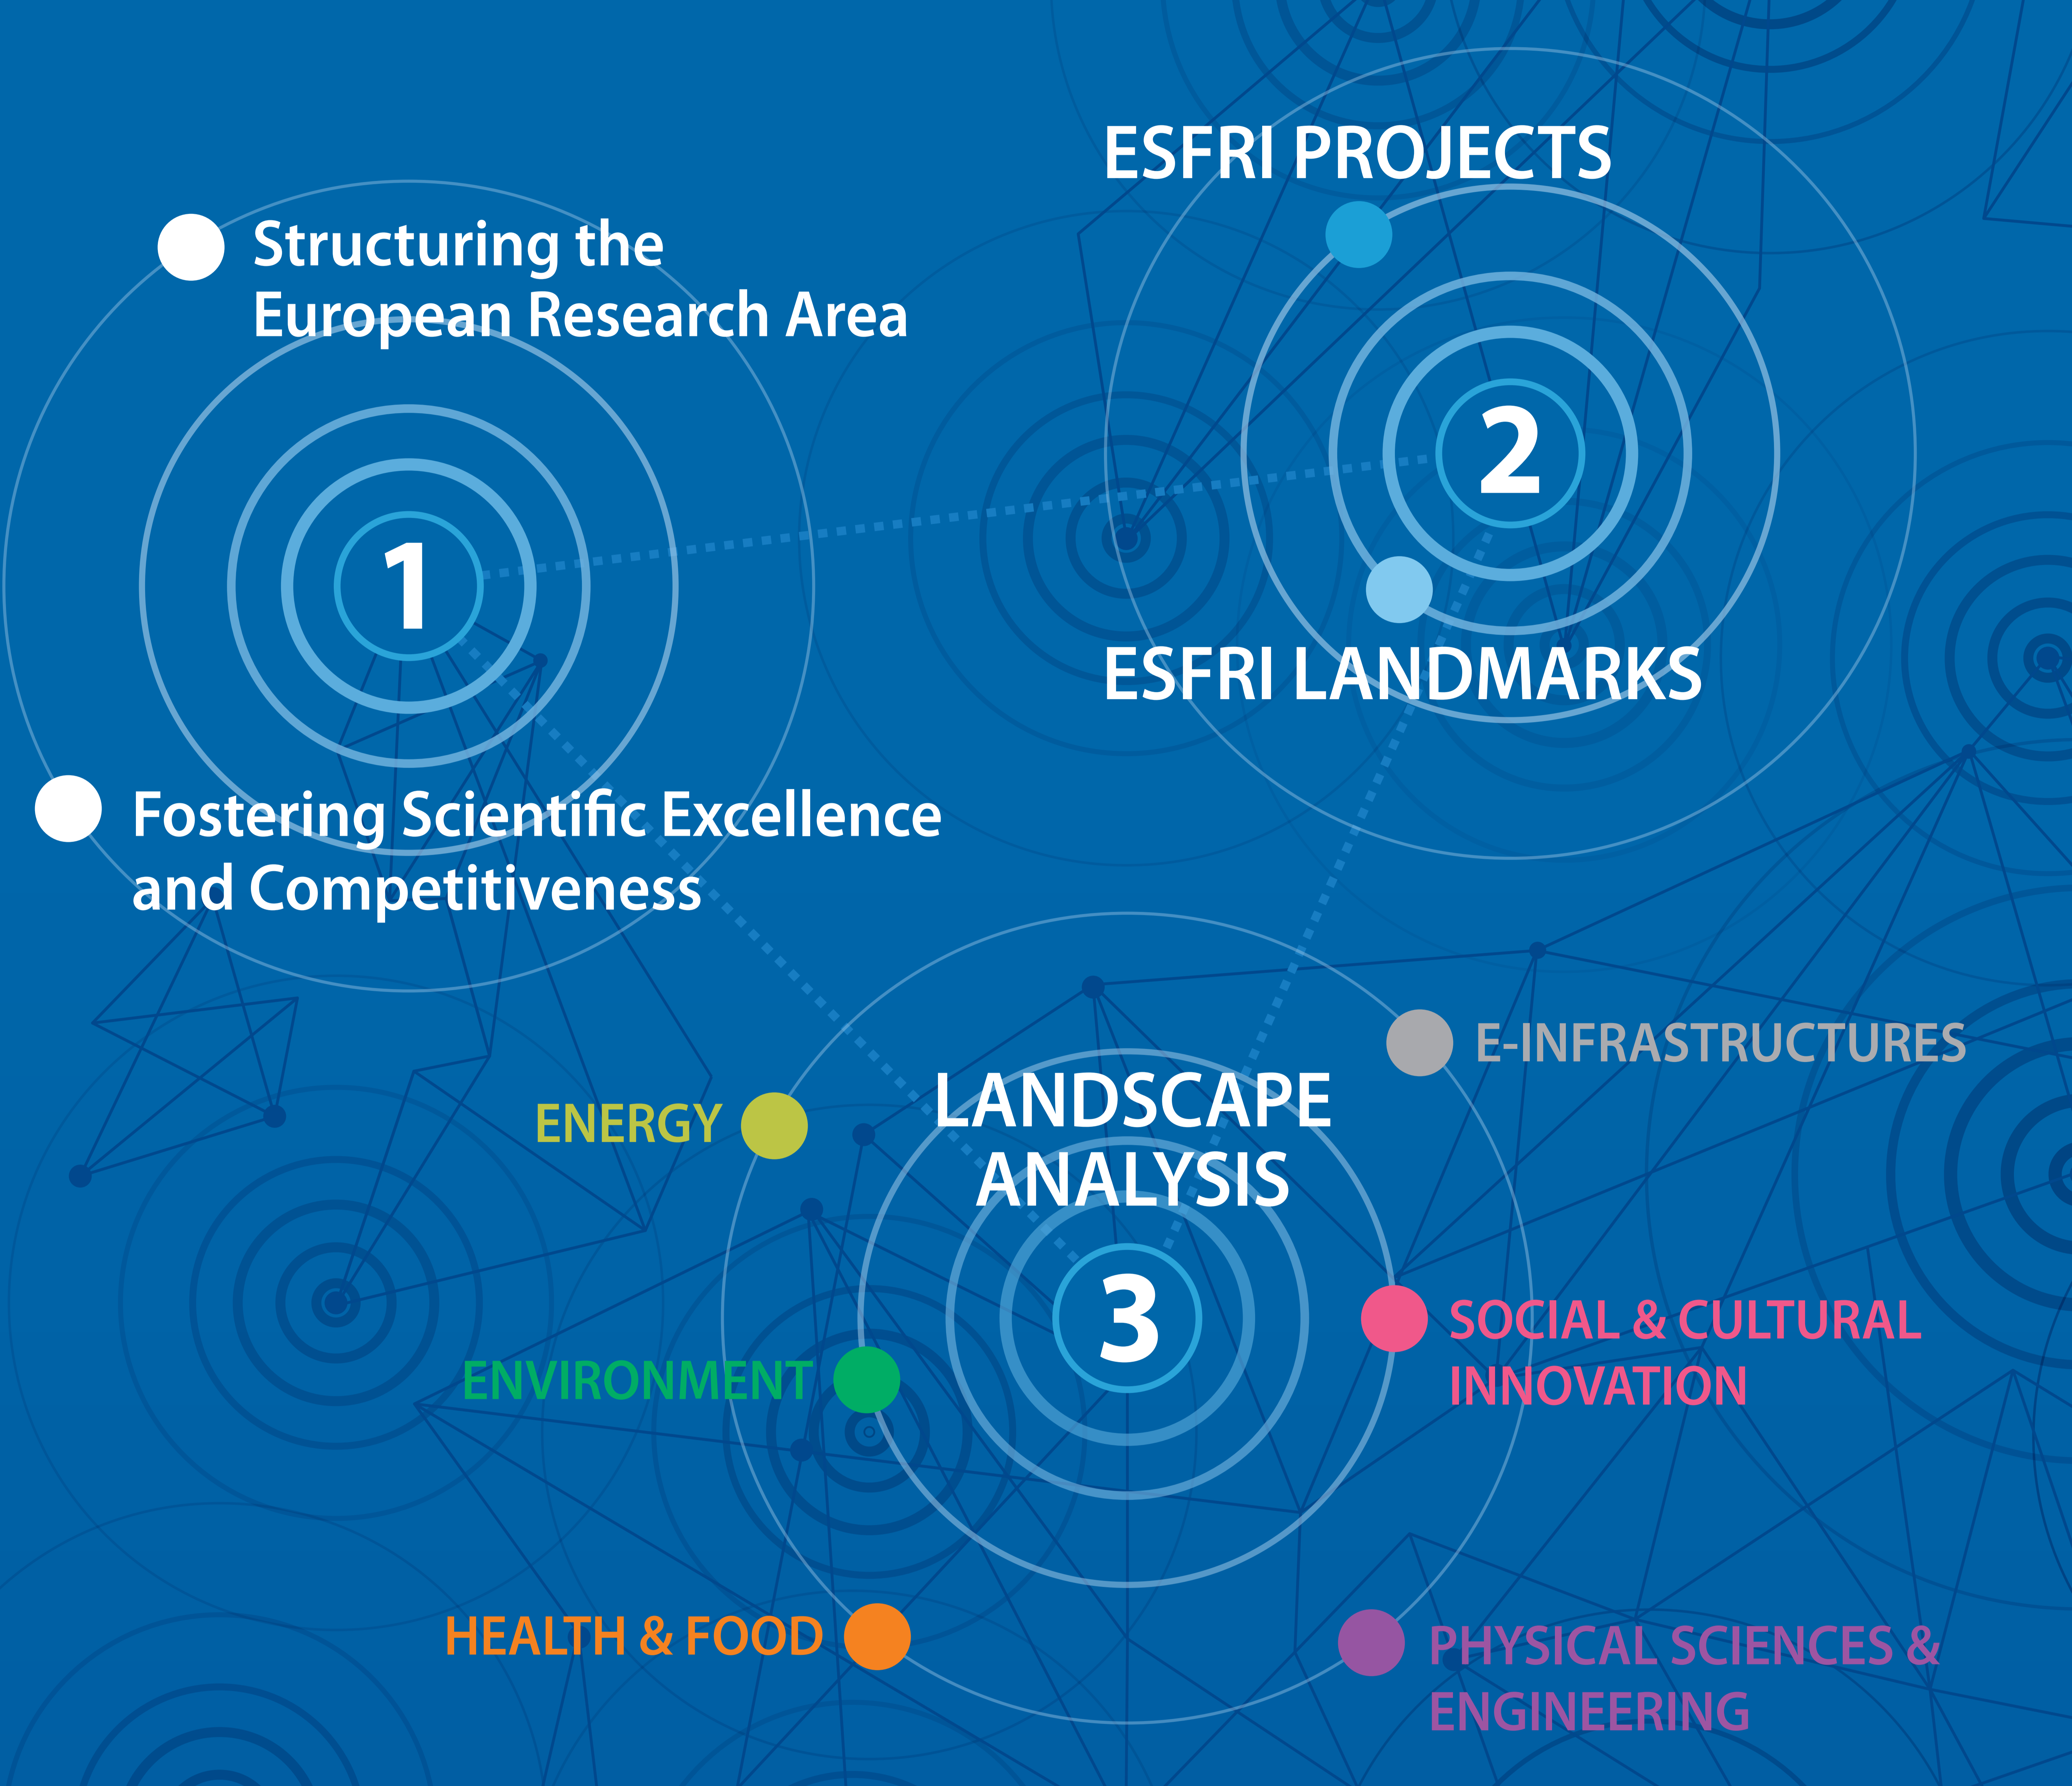 Structuring the
European Research Area
1
Fostering Scientific Excellence
and Competitiveness
ESFRI PROJECTS
2
ESFRI LANDMARKS
LANDSCAPE
ANALYSIS
3
ENERGY
ENVIRONMENT
HEALTH & FOOD
E-INFRASTRUCTURES
SOCIAL & CULTURAL
INNOVATION
PHYSICAL SCIENCES &
ENGINEERING